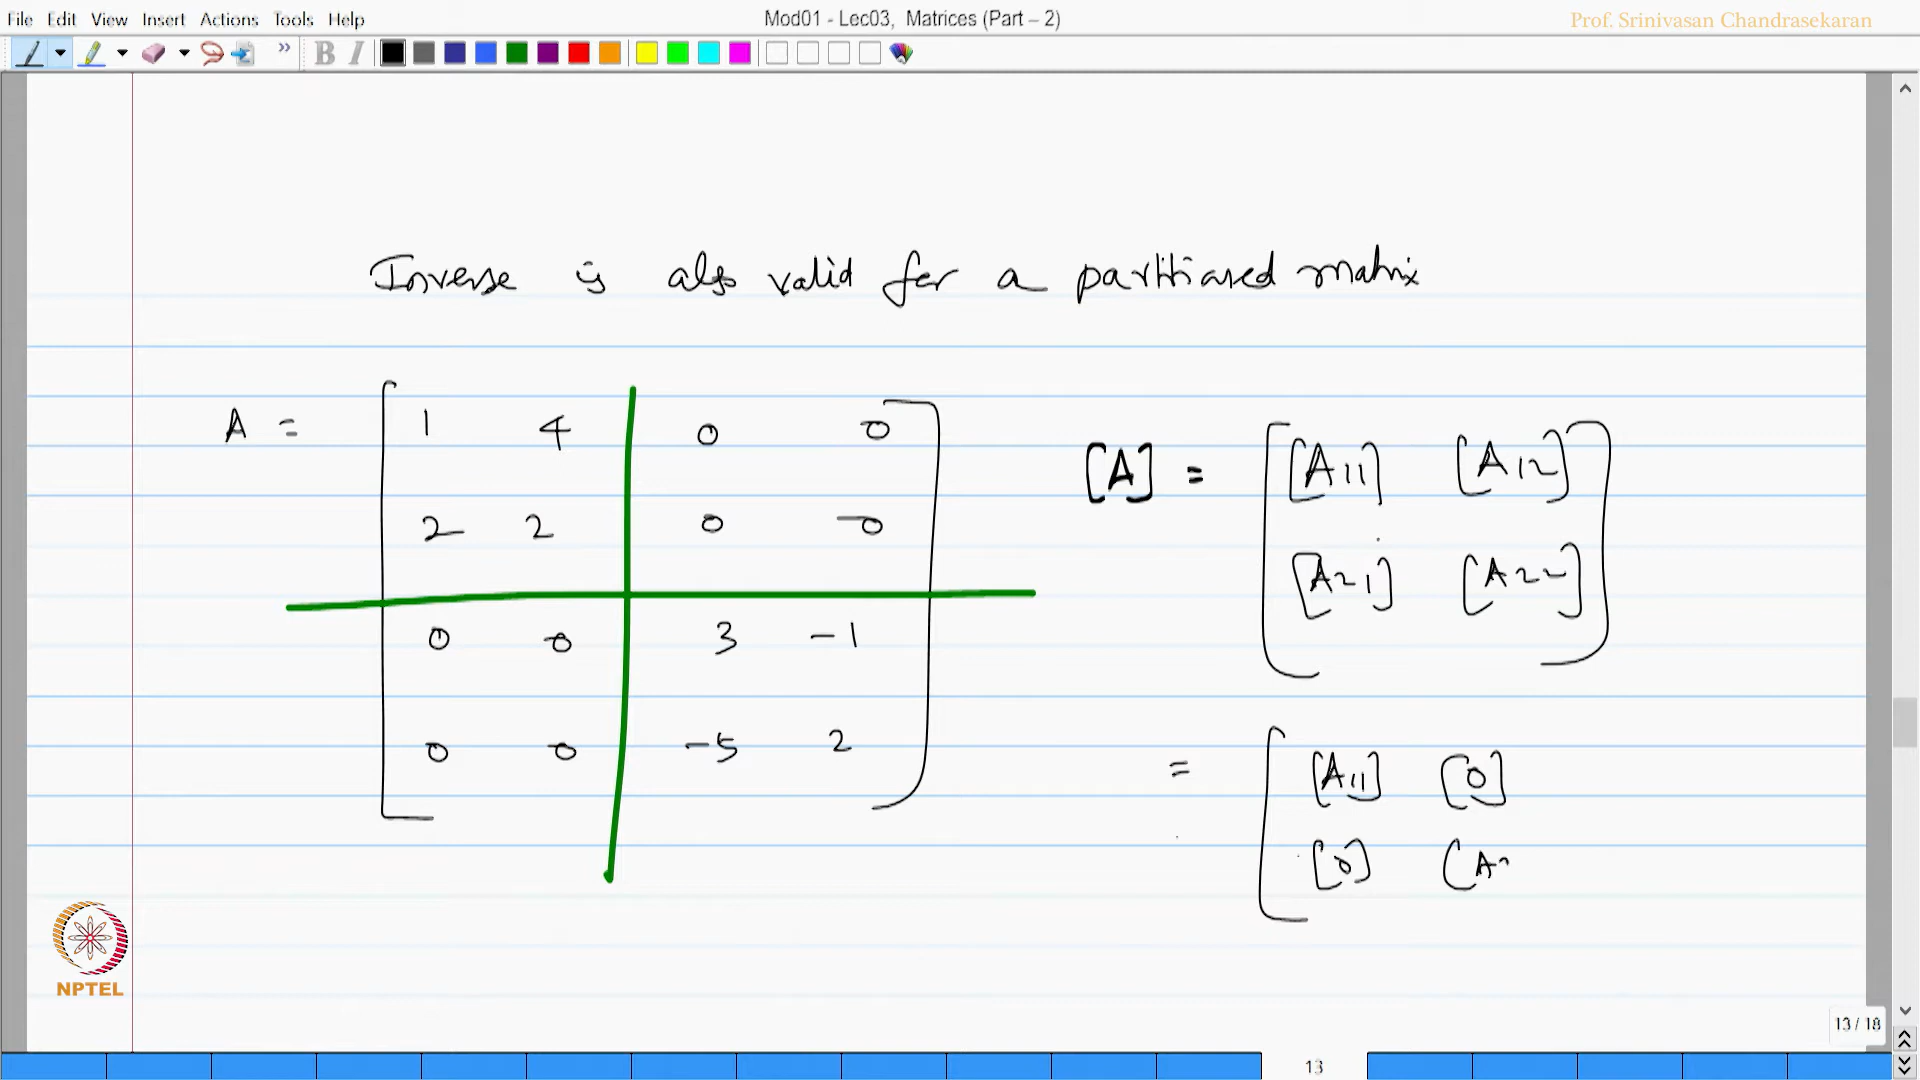 File Edit View Insert Actions Tools Help
Mod01 - Lec03, Matrices (Part – 2)
Prof. Srinivasan Chandrasekaran
B I
Inverse is also valid for a partitioned matrix
A =
1 4 0 0
2 2 0 0
0 0 3 -1
0 0 -5 2
[A] =
[A11] [A12]
[A21] [A22]
=
[A11] [0]
[0] [A2
NPTEL
13 / 18
13